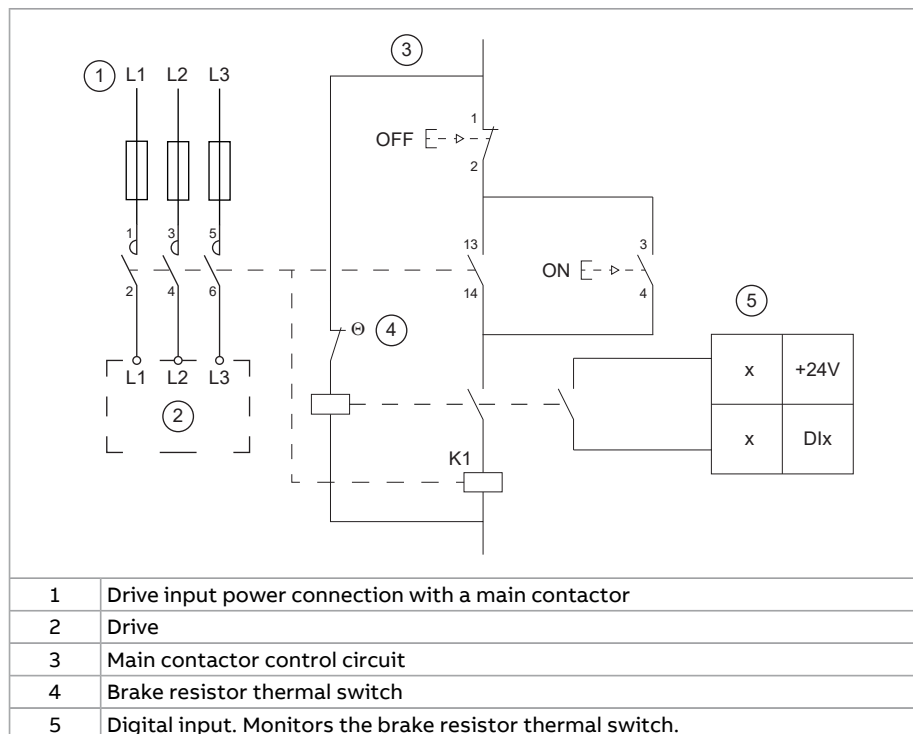 3
1 L1 L2 L3
1
OFF
2
1 3 5
13 3
ON
2 4 6
14 4
5
Θ 4
L1 L2 L3
x +24V
2
x DIx
K1
1 Drive input power connection with a main contactor
2 Drive
3 Main contactor control circuit
4 Brake resistor thermal switch
5 Digital input. Monitors the brake resistor thermal switch.